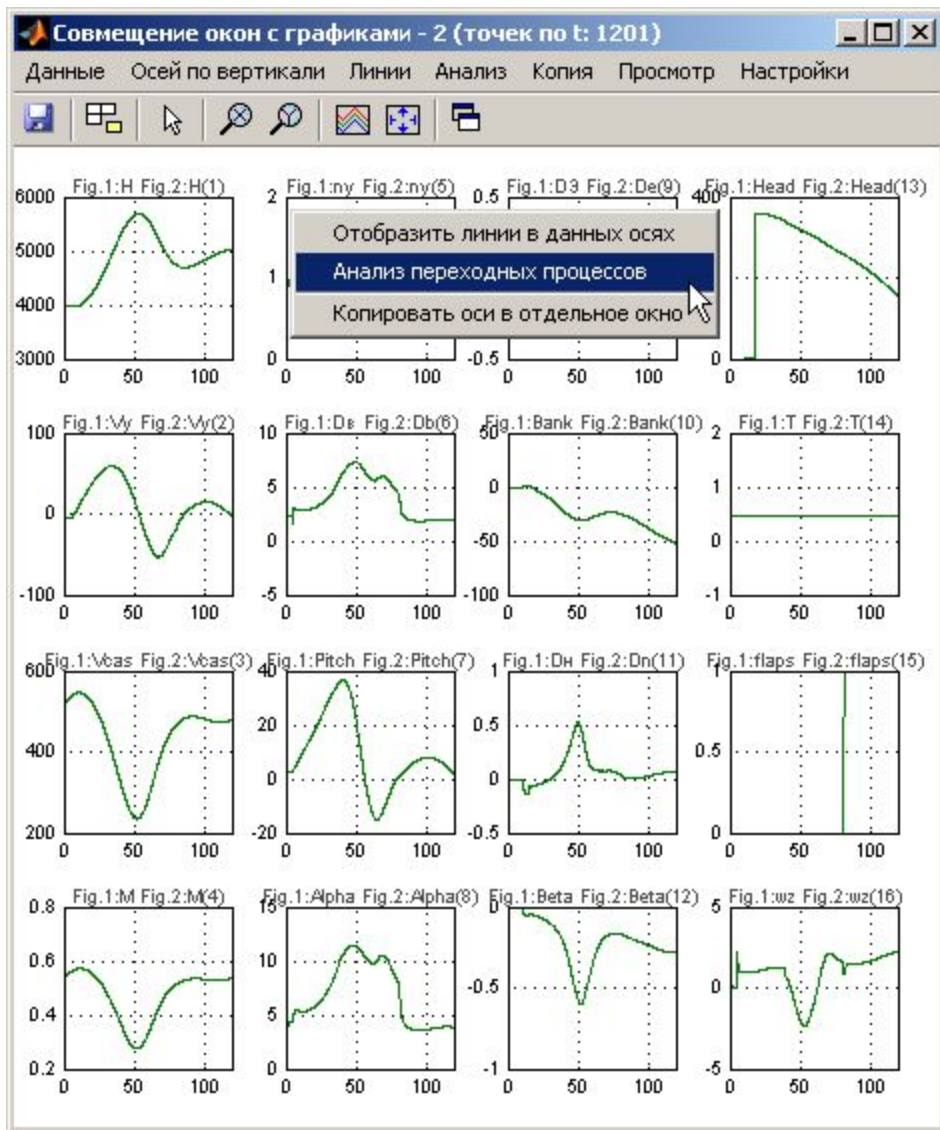 Совмещение окон с графиками - 2 (точек по t: 1201)
Данные Осей по вертикали Линии Анализ Копия Просмотр Настройки
Fig.1:H Fig.2:H(1)
6000
5000
4000
3000
0 50 100
Fig.1:ny Fig.2:ny(5)
2
1
0
0 50 100
Fig.1:DЭ Fig.2:De(9)
0.5
-0.5
0 50 100
Fig.1:Head Fig.2:Head(13)
400
0
0 50 100
Отобразить линии в данных осях
Анализ переходных процессов
Копировать оси в отдельное окно
Fig.1:Vy Fig.2:Vy(2)
100
0
-100
0 50 100
Fig.1:Dв Fig.2:Db(6)
10
5
0
-5
0 50 100
Fig.1:Bank Fig.2:Bank(10)
50
0
-50
-100
0 50 100
Fig.1:T Fig.2:T(14)
2
1
0
-1
0 50 100
Fig.1:Vcas Fig.2:Vcas(3)
600
400
200
0 50 100
Fig.1:Pitch Fig.2:Pitch(7)
40
20
0
-20
0 50 100
Fig.1:Dн Fig.2:Dn(11)
1
0.5
0
-0.5
0 50 100
Fig.1:flaps Fig.2:flaps(15)
1
0.5
0
0 50 100
Fig.1:M Fig.2:M(4)
0.8
0.6
0.4
0.2
0 50 100
Fig.1:Alpha Fig.2:Alpha(8)
15
10
5
0
0 50 100
Fig.1:Beta Fig.2:Beta(12)
0
-0.5
-1
0 50 100
Fig.1:wz Fig.2:wz(16)
5
0
-5
0 50 100